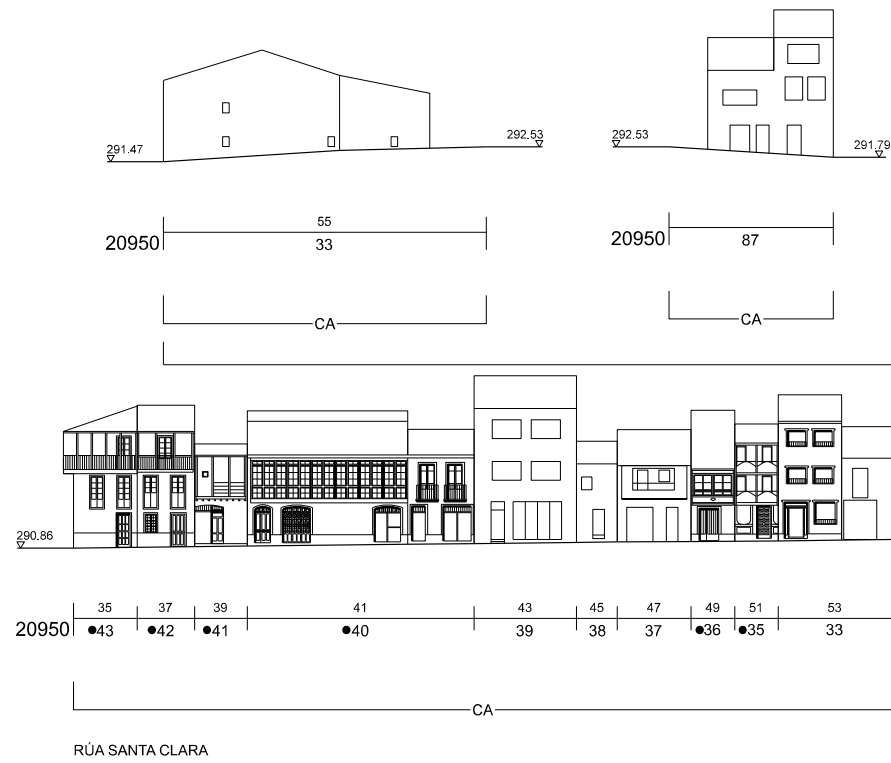 291.47 292.53 292.53 291.79
55
20950 33
20950 87
CA CA
290.86
35 37 39 41 43 45 47 49 51 53
20950 ●43 ●42 ●41 ●40 39 38 37 ●36 ●35 33
CA
RÚA SANTA CLARA